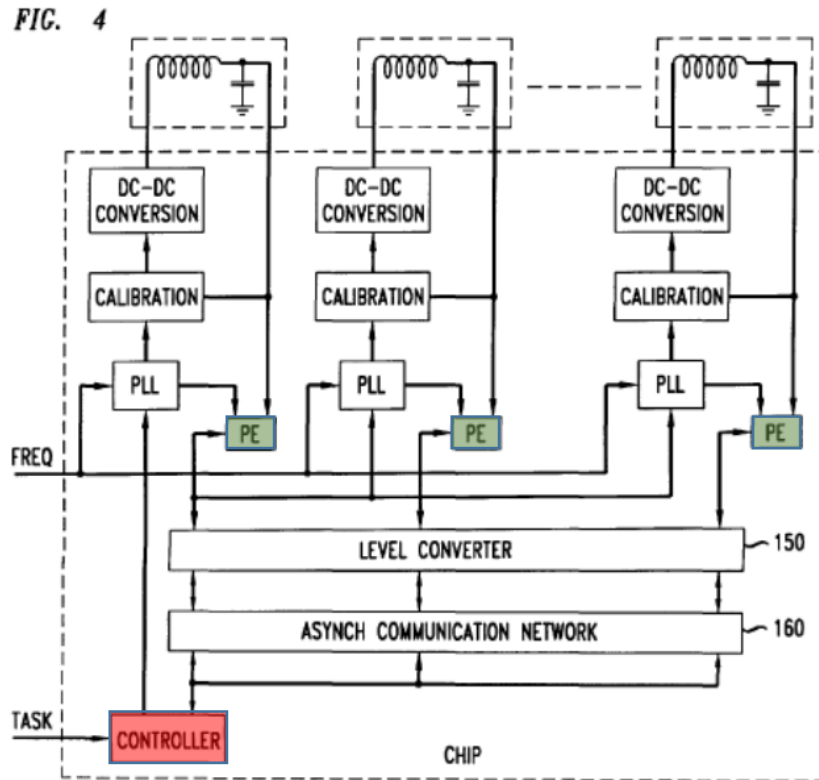 FIG. 4
DC-DC
CONVERSION
DC-DC
CONVERSION
DC-DC
CONVERSION
CALIBRATION
CALIBRATION
CALIBRATION
PLL
PLL
PLL
PE
PE
PE
FREQ
LEVEL CONVERTER
150
ASYNCH COMMUNICATION NETWORK
160
TASK
CONTROLLER
CHIP